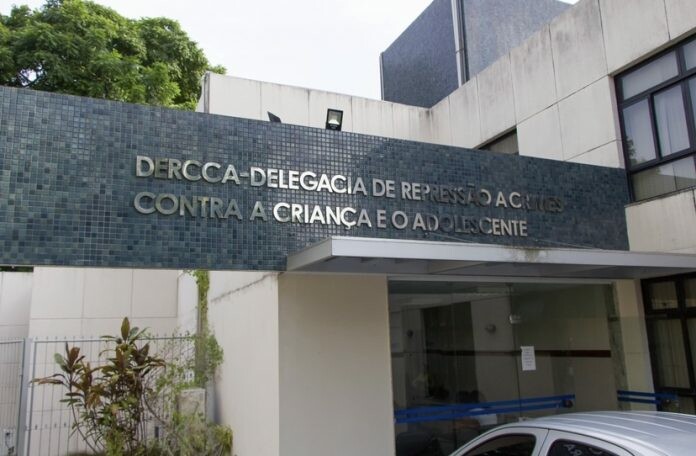 DERCCA-DELEGACIA DE REPRESSÃO A CRIMES
CONTRA A CRIANÇA E O ADOLESCENTE